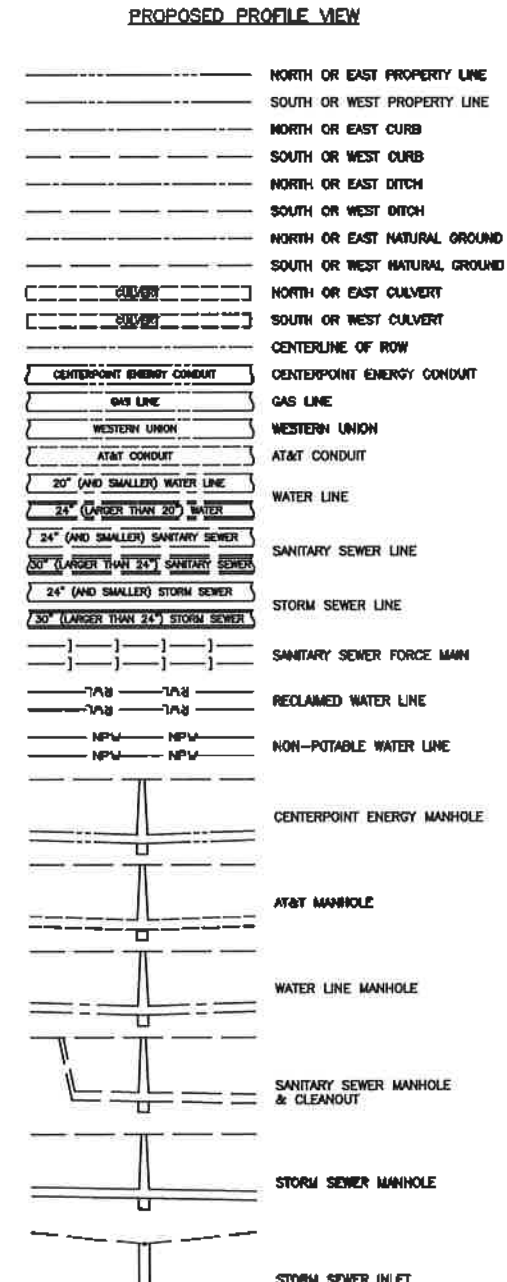 PROPOSED PROFILE VIEW
NORTH OR EAST PROPERTY LINE
SOUTH OR WEST PROPERTY LINE
NORTH OR EAST CURB
SOUTH OR WEST CURB
NORTH OR EAST DITCH
SOUTH OR WEST DITCH
NORTH OR EAST NATURAL GROUND
SOUTH OR WEST NATURAL GROUND
CULVERT NORTH OR EAST CULVERT
CULVERT SOUTH OR WEST CULVERT
CENTERLINE OF ROW
CENTERPOINT ENERGY CONDUIT CENTERPOINT ENERGY CONDUIT
GAS LINE GAS LINE
WESTERN UNION WESTERN UNION
AT&T CONDUIT AT&T CONDUIT
20" (AND SMALLER) WATER LINE
WATER LINE
24" (LARGER THAN 20") WATER
24" (AND SMALLER) SANITARY SEWER
SANITARY SEWER LINE
30" (LARGER THAN 24") SANITARY SEWER
24" (AND SMALLER) STORM SEWER
STORM SEWER LINE
30" (LARGER THAN 24") STORM SEWER
SANITARY SEWER FORCE MAIN
RWL RWL
RECLAIMED WATER LINE
RWL RWL
NPW NPW
NON-POTABLE WATER LINE
NPW NPW
CENTERPOINT ENERGY MANHOLE
AT&T MANHOLE
WATER LINE MANHOLE
SANITARY SEWER MANHOLE
& CLEANOUT
STORM SEWER MANHOLE
STORM SEWER INLET